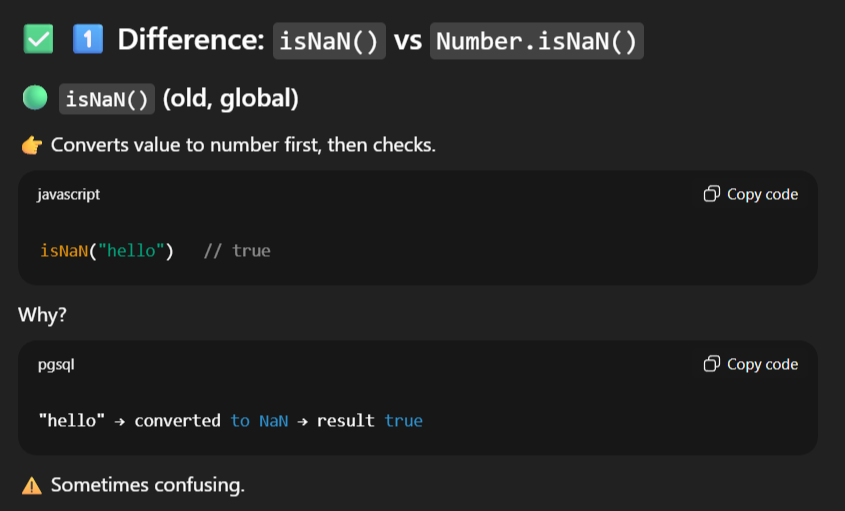 ✅ 1️⃣ Difference: isNaN() vs Number.isNaN()
🟢 isNaN() (old, global)
👉 Converts value to number first, then checks.
javascript Copy code
isNaN("hello")   // true
Why?
pgsql Copy code
"hello" → converted to NaN → result true
⚠️ Sometimes confusing.